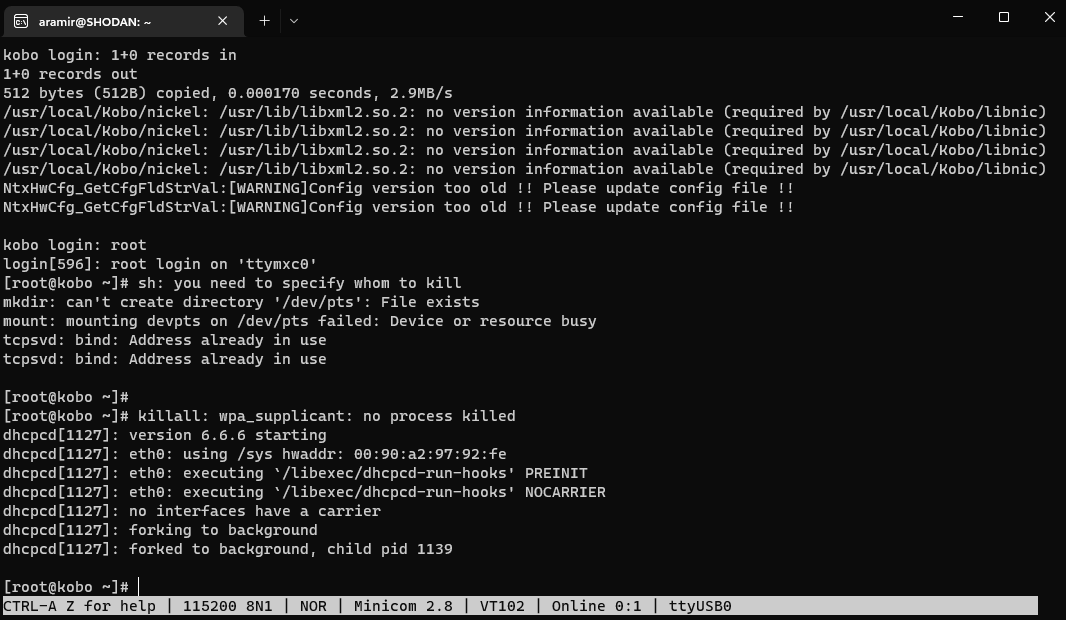 aramir@SHODAN: ~
kobo login: 1+0 records in
1+0 records out
512 bytes (512B) copied, 0.000170 seconds, 2.9MB/s
/usr/local/Kobo/nickel: /usr/lib/libxml2.so.2: no version information available (required by /usr/local/Kobo/libnic)
/usr/local/Kobo/nickel: /usr/lib/libxml2.so.2: no version information available (required by /usr/local/Kobo/libnic)
/usr/local/Kobo/nickel: /usr/lib/libxml2.so.2: no version information available (required by /usr/local/Kobo/libnic)
/usr/local/Kobo/nickel: /usr/lib/libxml2.so.2: no version information available (required by /usr/local/Kobo/libnic)
NtxHwCfg_GetCfgFldStrVal:[WARNING]Config version too old !! Please update config file !!
NtxHwCfg_GetCfgFldStrVal:[WARNING]Config version too old !! Please update config file !!
kobo login: root
login[596]: root login on 'ttymxc0'
[root@kobo ~]# sh: you need to specify whom to kill
mkdir: can't create directory '/dev/pts': File exists
mount: mounting devpts on /dev/pts failed: Device or resource busy
tcpsvd: bind: Address already in use
tcpsvd: bind: Address already in use
[root@kobo ~]#
[root@kobo ~]# killall: wpa_supplicant: no process killed
dhcpcd[1127]: version 6.6.6 starting
dhcpcd[1127]: eth0: using /sys hwaddr: 00:90:a2:97:92:fe
dhcpcd[1127]: eth0: executing `/libexec/dhcpcd-run-hooks' PREINIT
dhcpcd[1127]: eth0: executing `/libexec/dhcpcd-run-hooks' NOCARRIER
dhcpcd[1127]: no interfaces have a carrier
dhcpcd[1127]: forking to background
dhcpcd[1127]: forked to background, child pid 1139
[root@kobo ~]#
CTRL-A Z for help | 115200 8N1 | NOR | Minicom 2.8 | VT102 | Online 0:1 | ttyUSB0